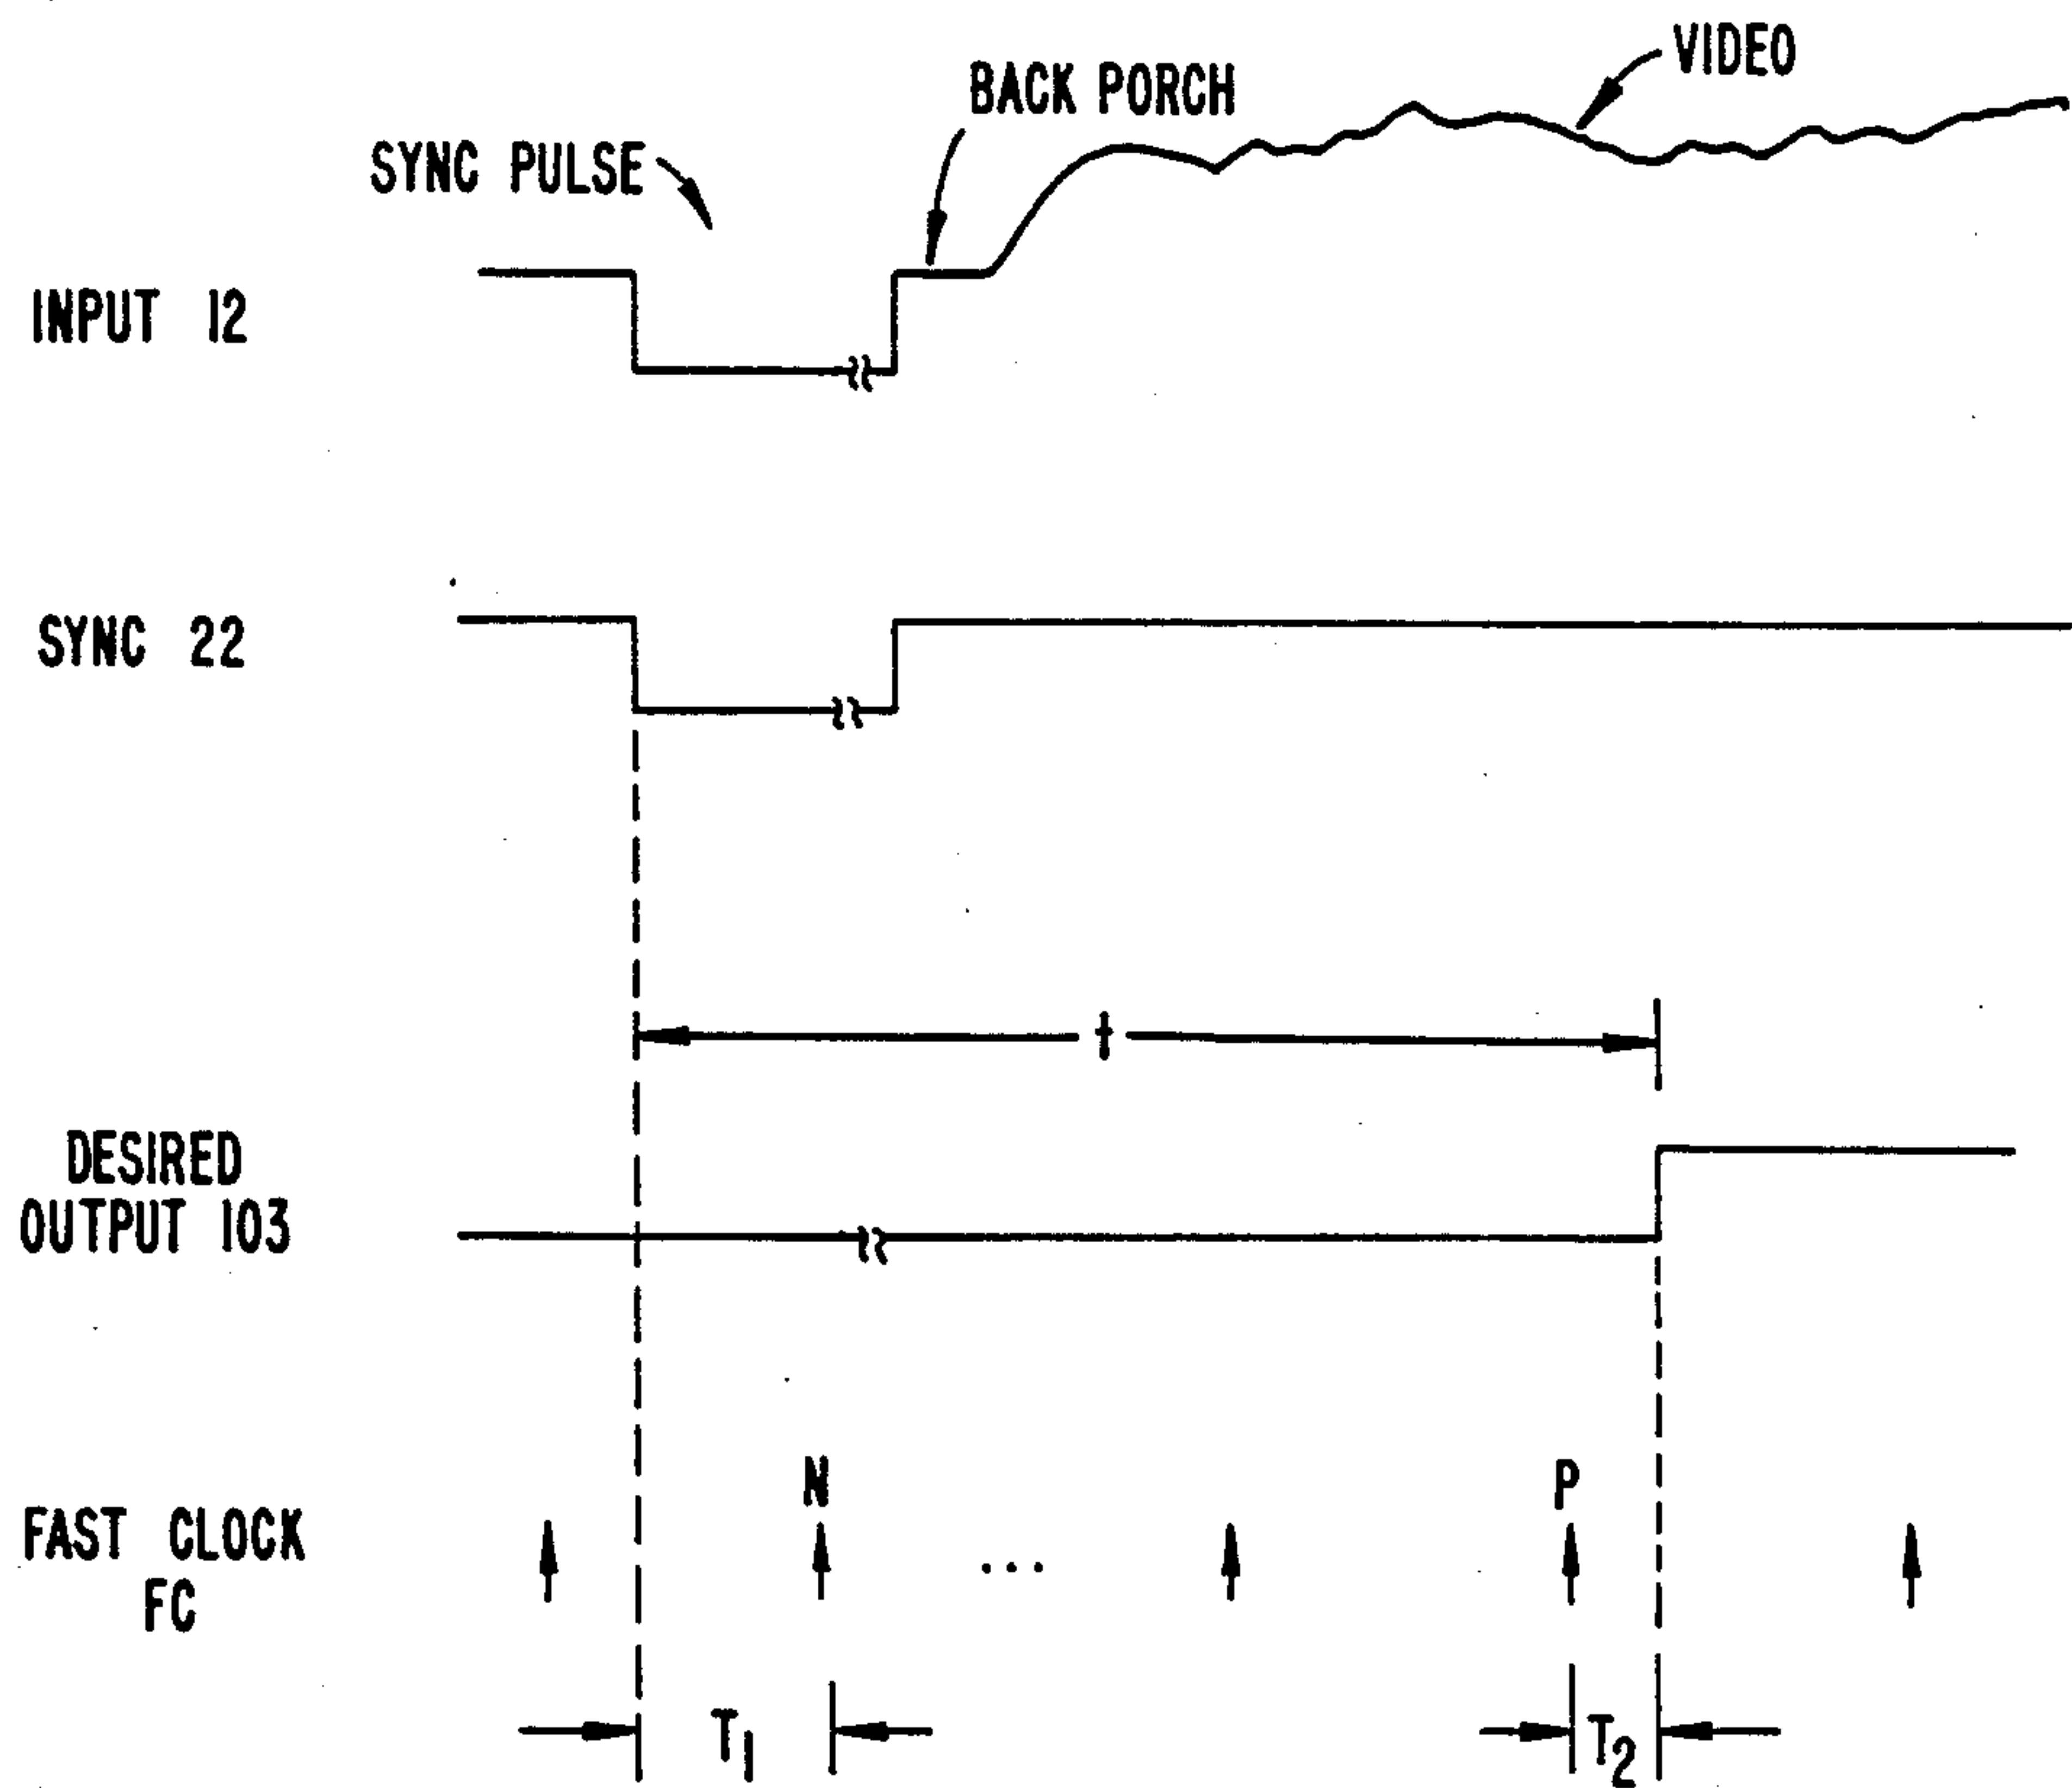 VIDEO
BACK PORCH
SYNC PULSE
INPUT 12
SYNC 22
t
DESIRED
OUTPUT 103
N
P
FAST CLOCK
FC
...
T1
T2